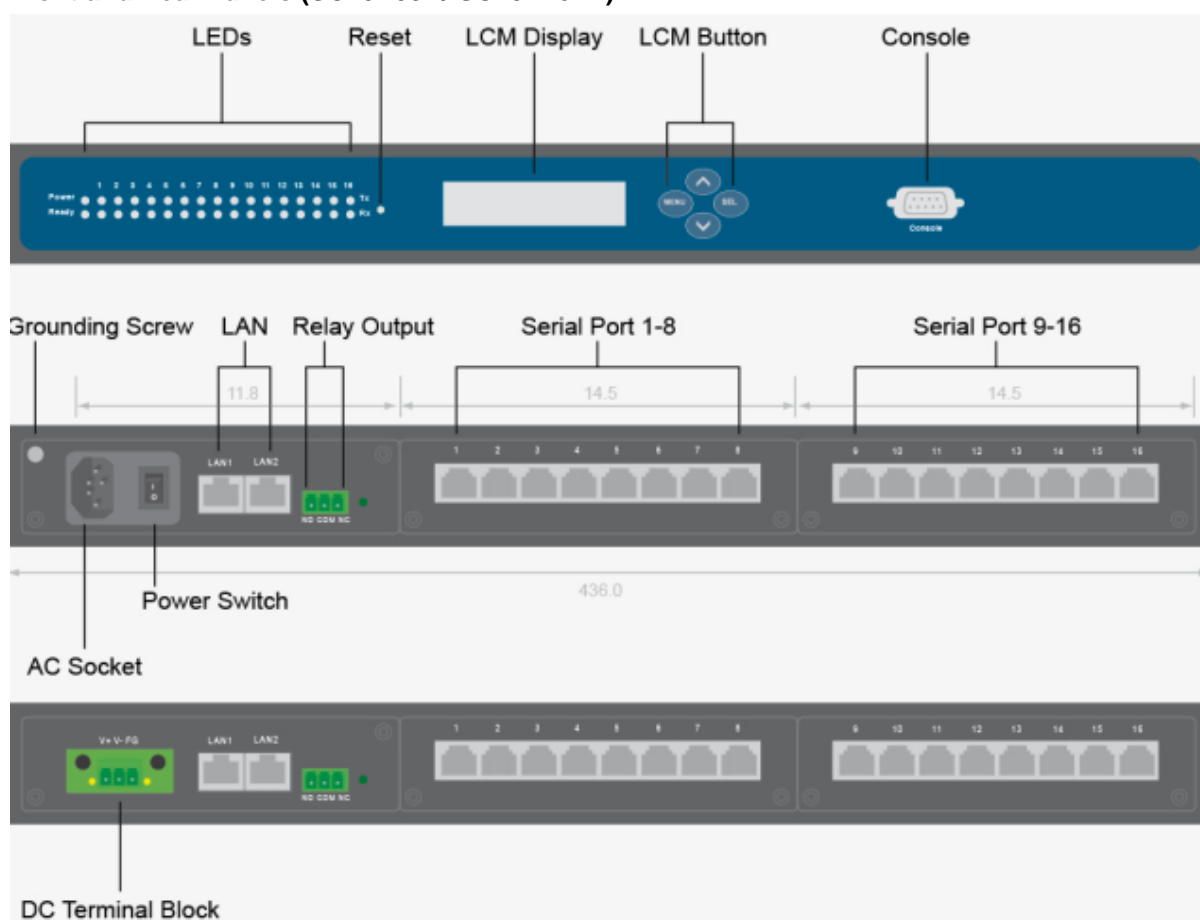 LEDs Reset LCM Display LCM Button Console
1 2 3 4 5 6 7 8 9 10 11 12 13 14 15 16
Power Tx
Ready Rx
MENU SEL
Console
Grounding Screw LAN Relay Output Serial Port 1-8 Serial Port 9-16
11.8 14.5 14.5
LAN1 LAN2 1 2 3 4 5 6 7 8 9 10 11 12 13 14 15 16
I
O
NO COM NC
436.0
Power Switch
AC Socket
V+ V- FG LAN1 LAN2 1 2 3 4 5 6 7 8 9 10 11 12 13 14 15 16
NO COM NC
DC Terminal Block